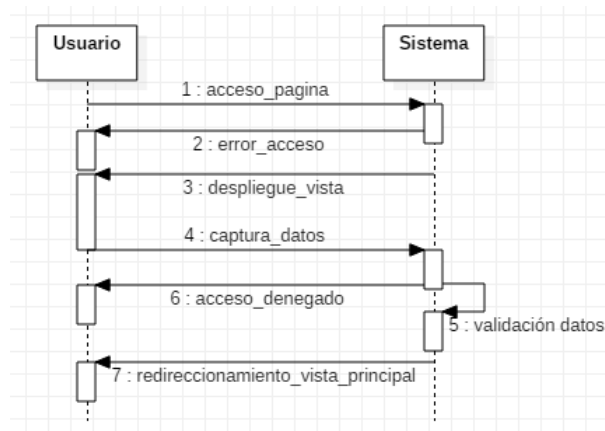 Usuario
Sistema
1 : acceso_pagina
2 : error_acceso
3 : despliegue_vista
4 : captura_datos
6 : acceso_denegado
5 : validación datos
7 : redireccionamiento_vista_principal